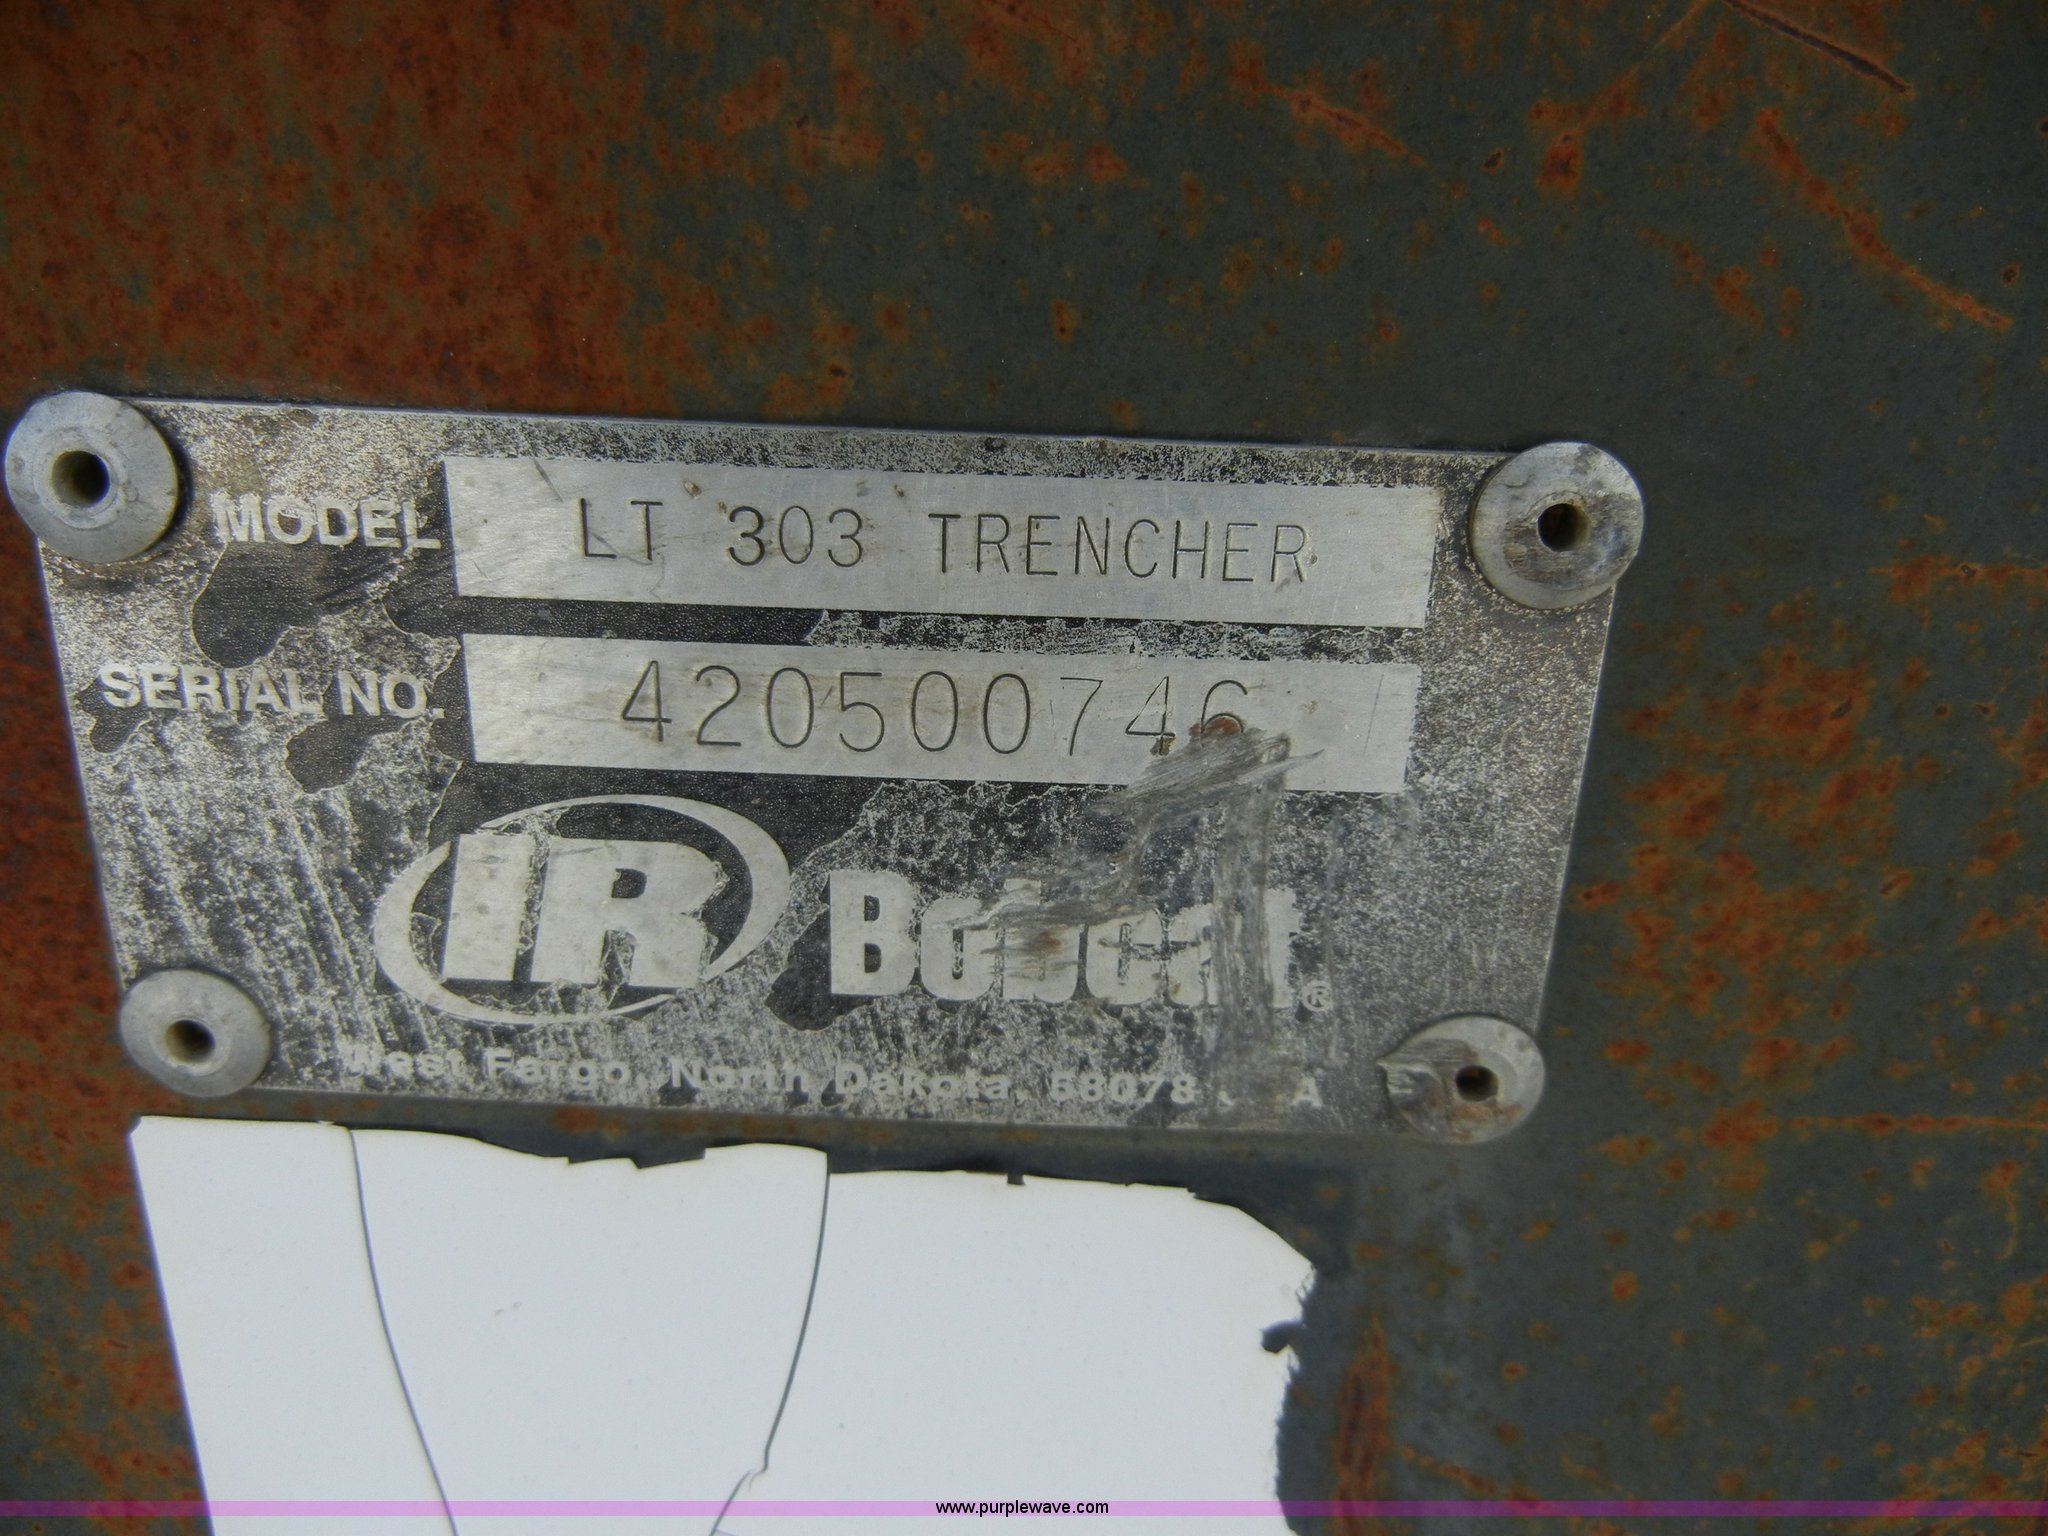 MODEL LT 303 TRENCHER
SERIAL NO. 420500746
IR Bobcat®
West Fargo, North Dakota, 58078
www.purplewave.com